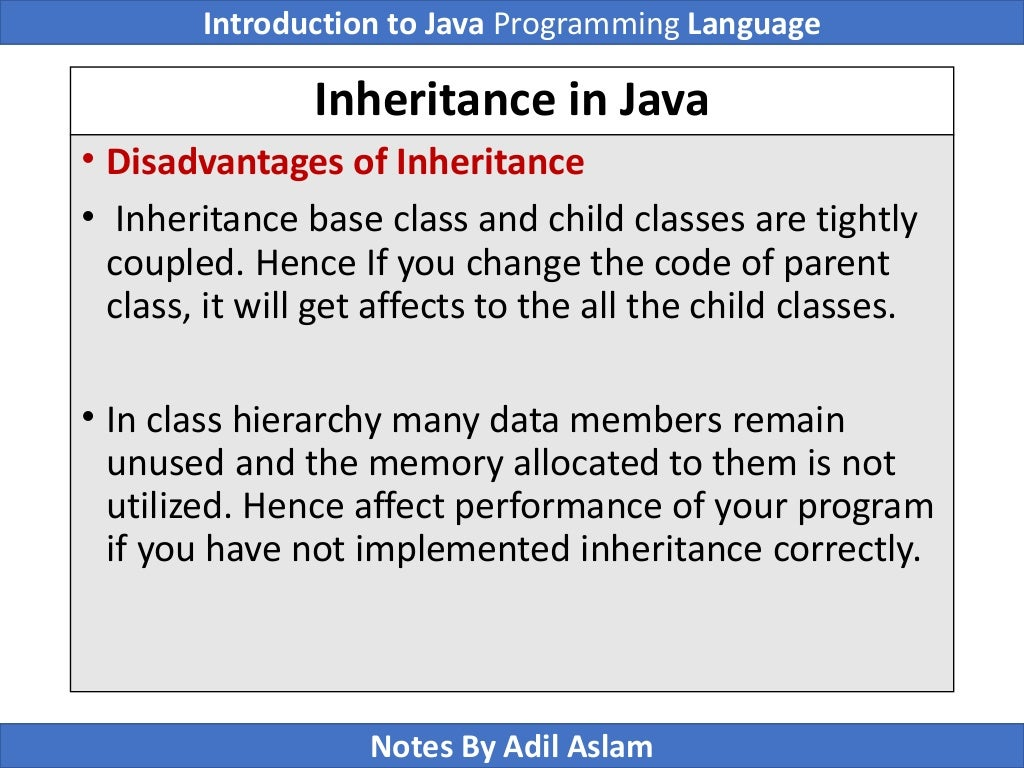 Introduction to Java Programming Language
Inheritance in Java
• Disadvantages of Inheritance
• Inheritance base class and child classes are tightly
coupled. Hence If you change the code of parent
class, it will get affects to the all the child classes.
• In class hierarchy many data members remain
unused and the memory allocated to them is not
utilized. Hence affect performance of your program
if you have not implemented inheritance correctly.
Notes By Adil Aslam